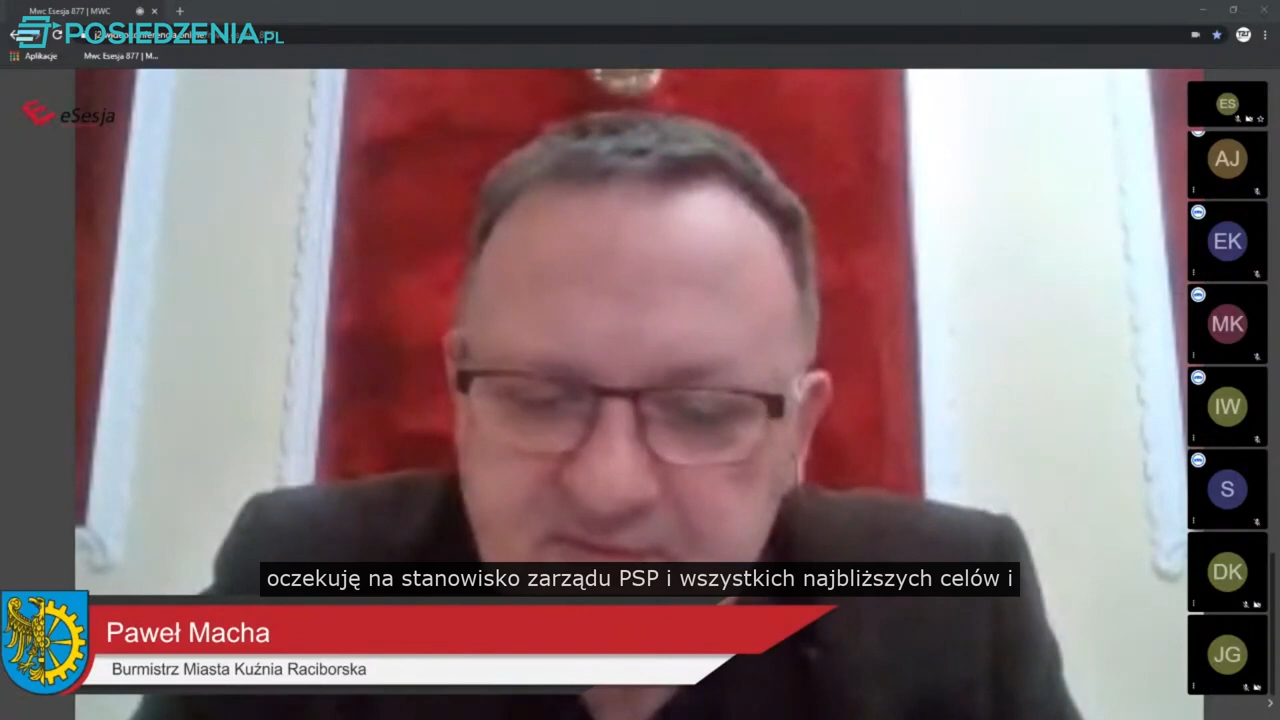 Mwc Esesja 877 | MWC
POSIEDZENIA.PL
Aplikacje
Mwc Esesja 877 | M...
eSesja
ES
AJ
EK
MK
IW
S
DK
JG
oczekuję na stanowisko zarządu PSP i wszystkich najbliższych celów i
Paweł Macha
Burmistrz Miasta Kuźnia Raciborska